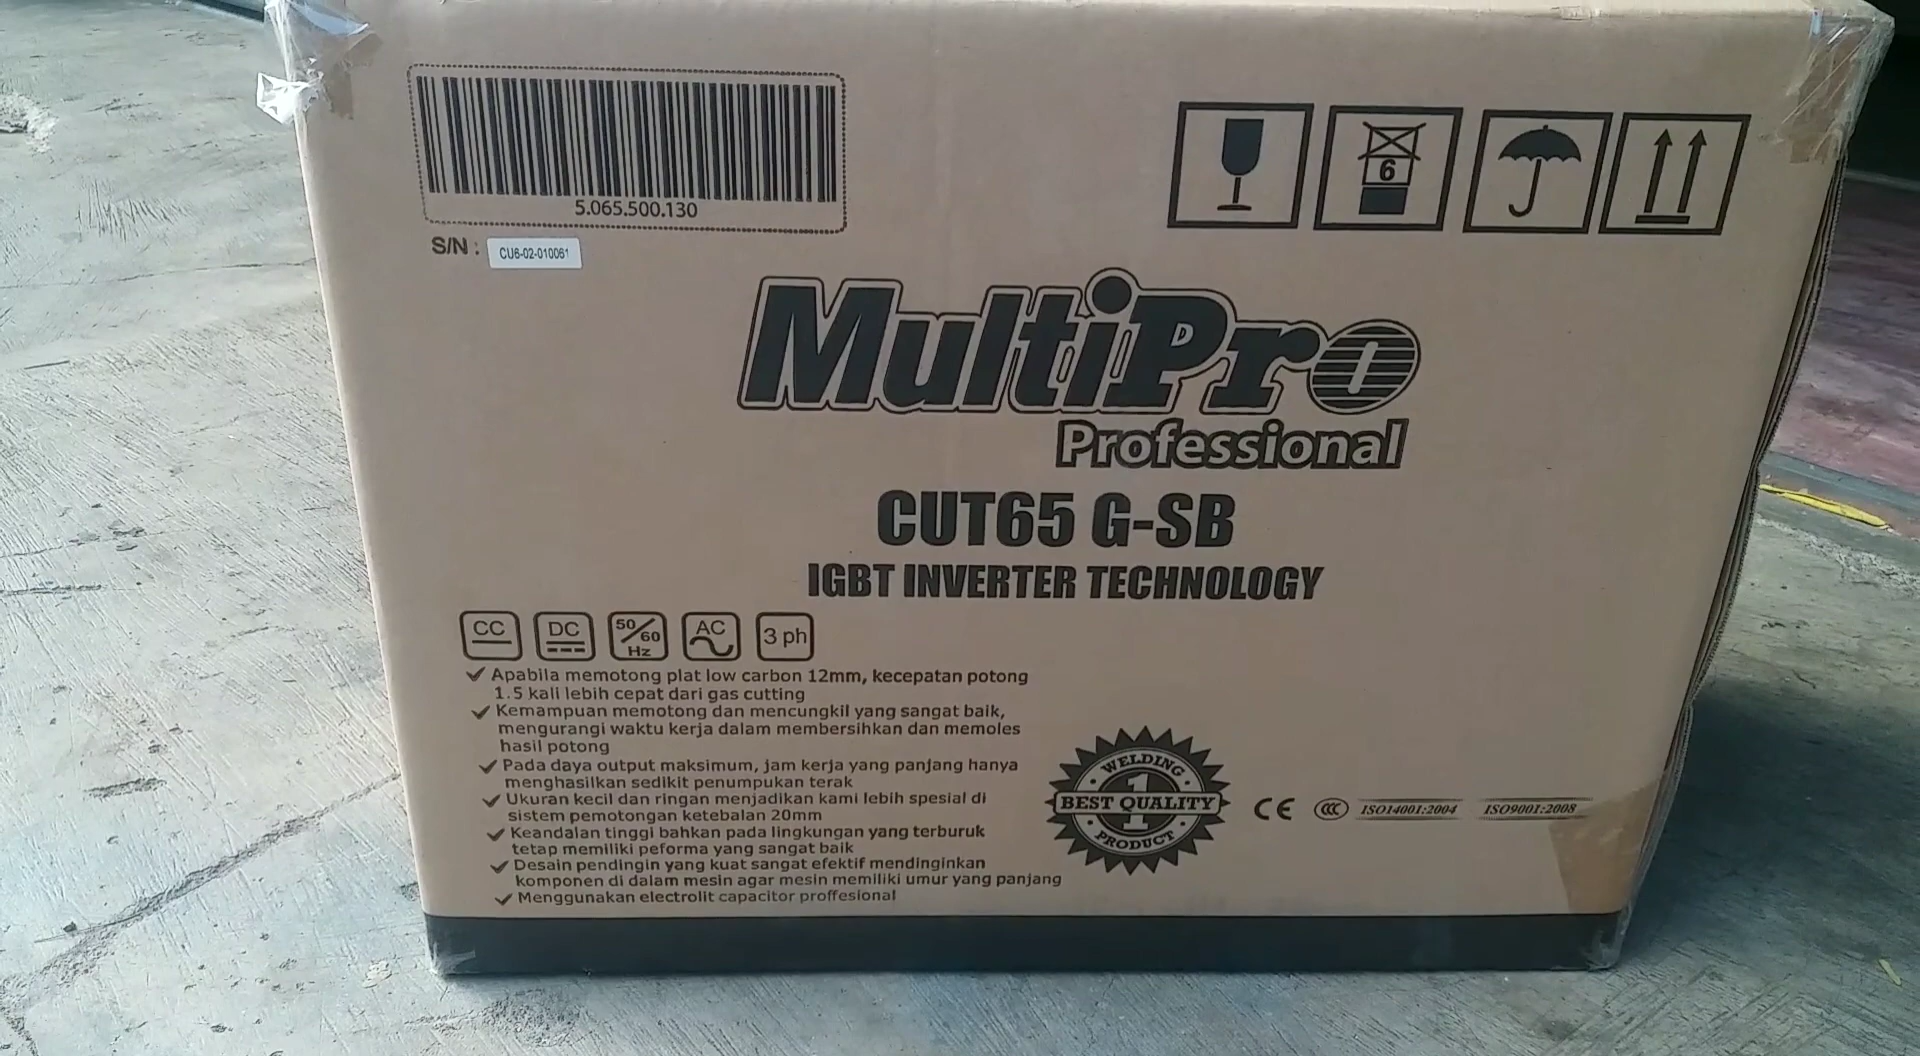 5.065.500.130
S/N : CU6-02-010061
6
MultiPro
Professional
CUT65 G-SB
IGBT INVERTER TECHNOLOGY
CC DC 50/60 Hz AC 3 ph
Apabila memotong plat low carbon 12mm, kecepatan potong
1.5 kali lebih cepat dari gas cutting
Kemampuan memotong dan mencungkil yang sangat baik,
mengurangi waktu kerja dalam membersihkan dan memoles
hasil potong
Pada daya output maksimum, jam kerja yang panjang hanya
menghasilkan sedikit penumpukan terak
Ukuran kecil dan ringan menjadikan kami lebih spesial di
sistem pemotongan ketebalan 20mm
Keandalan tinggi bahkan pada lingkungan yang terburuk
tetap memiliki peforma yang sangat baik
Desain pendingin yang kuat sangat efektif mendinginkan
komponen di dalam mesin agar mesin memiliki umur yang panjang
Menggunakan electrolit capacitor proffesional
WELDING
1
BEST QUALITY
PRODUCT
CE CCC ISO14001:2004 ISO9001:2008